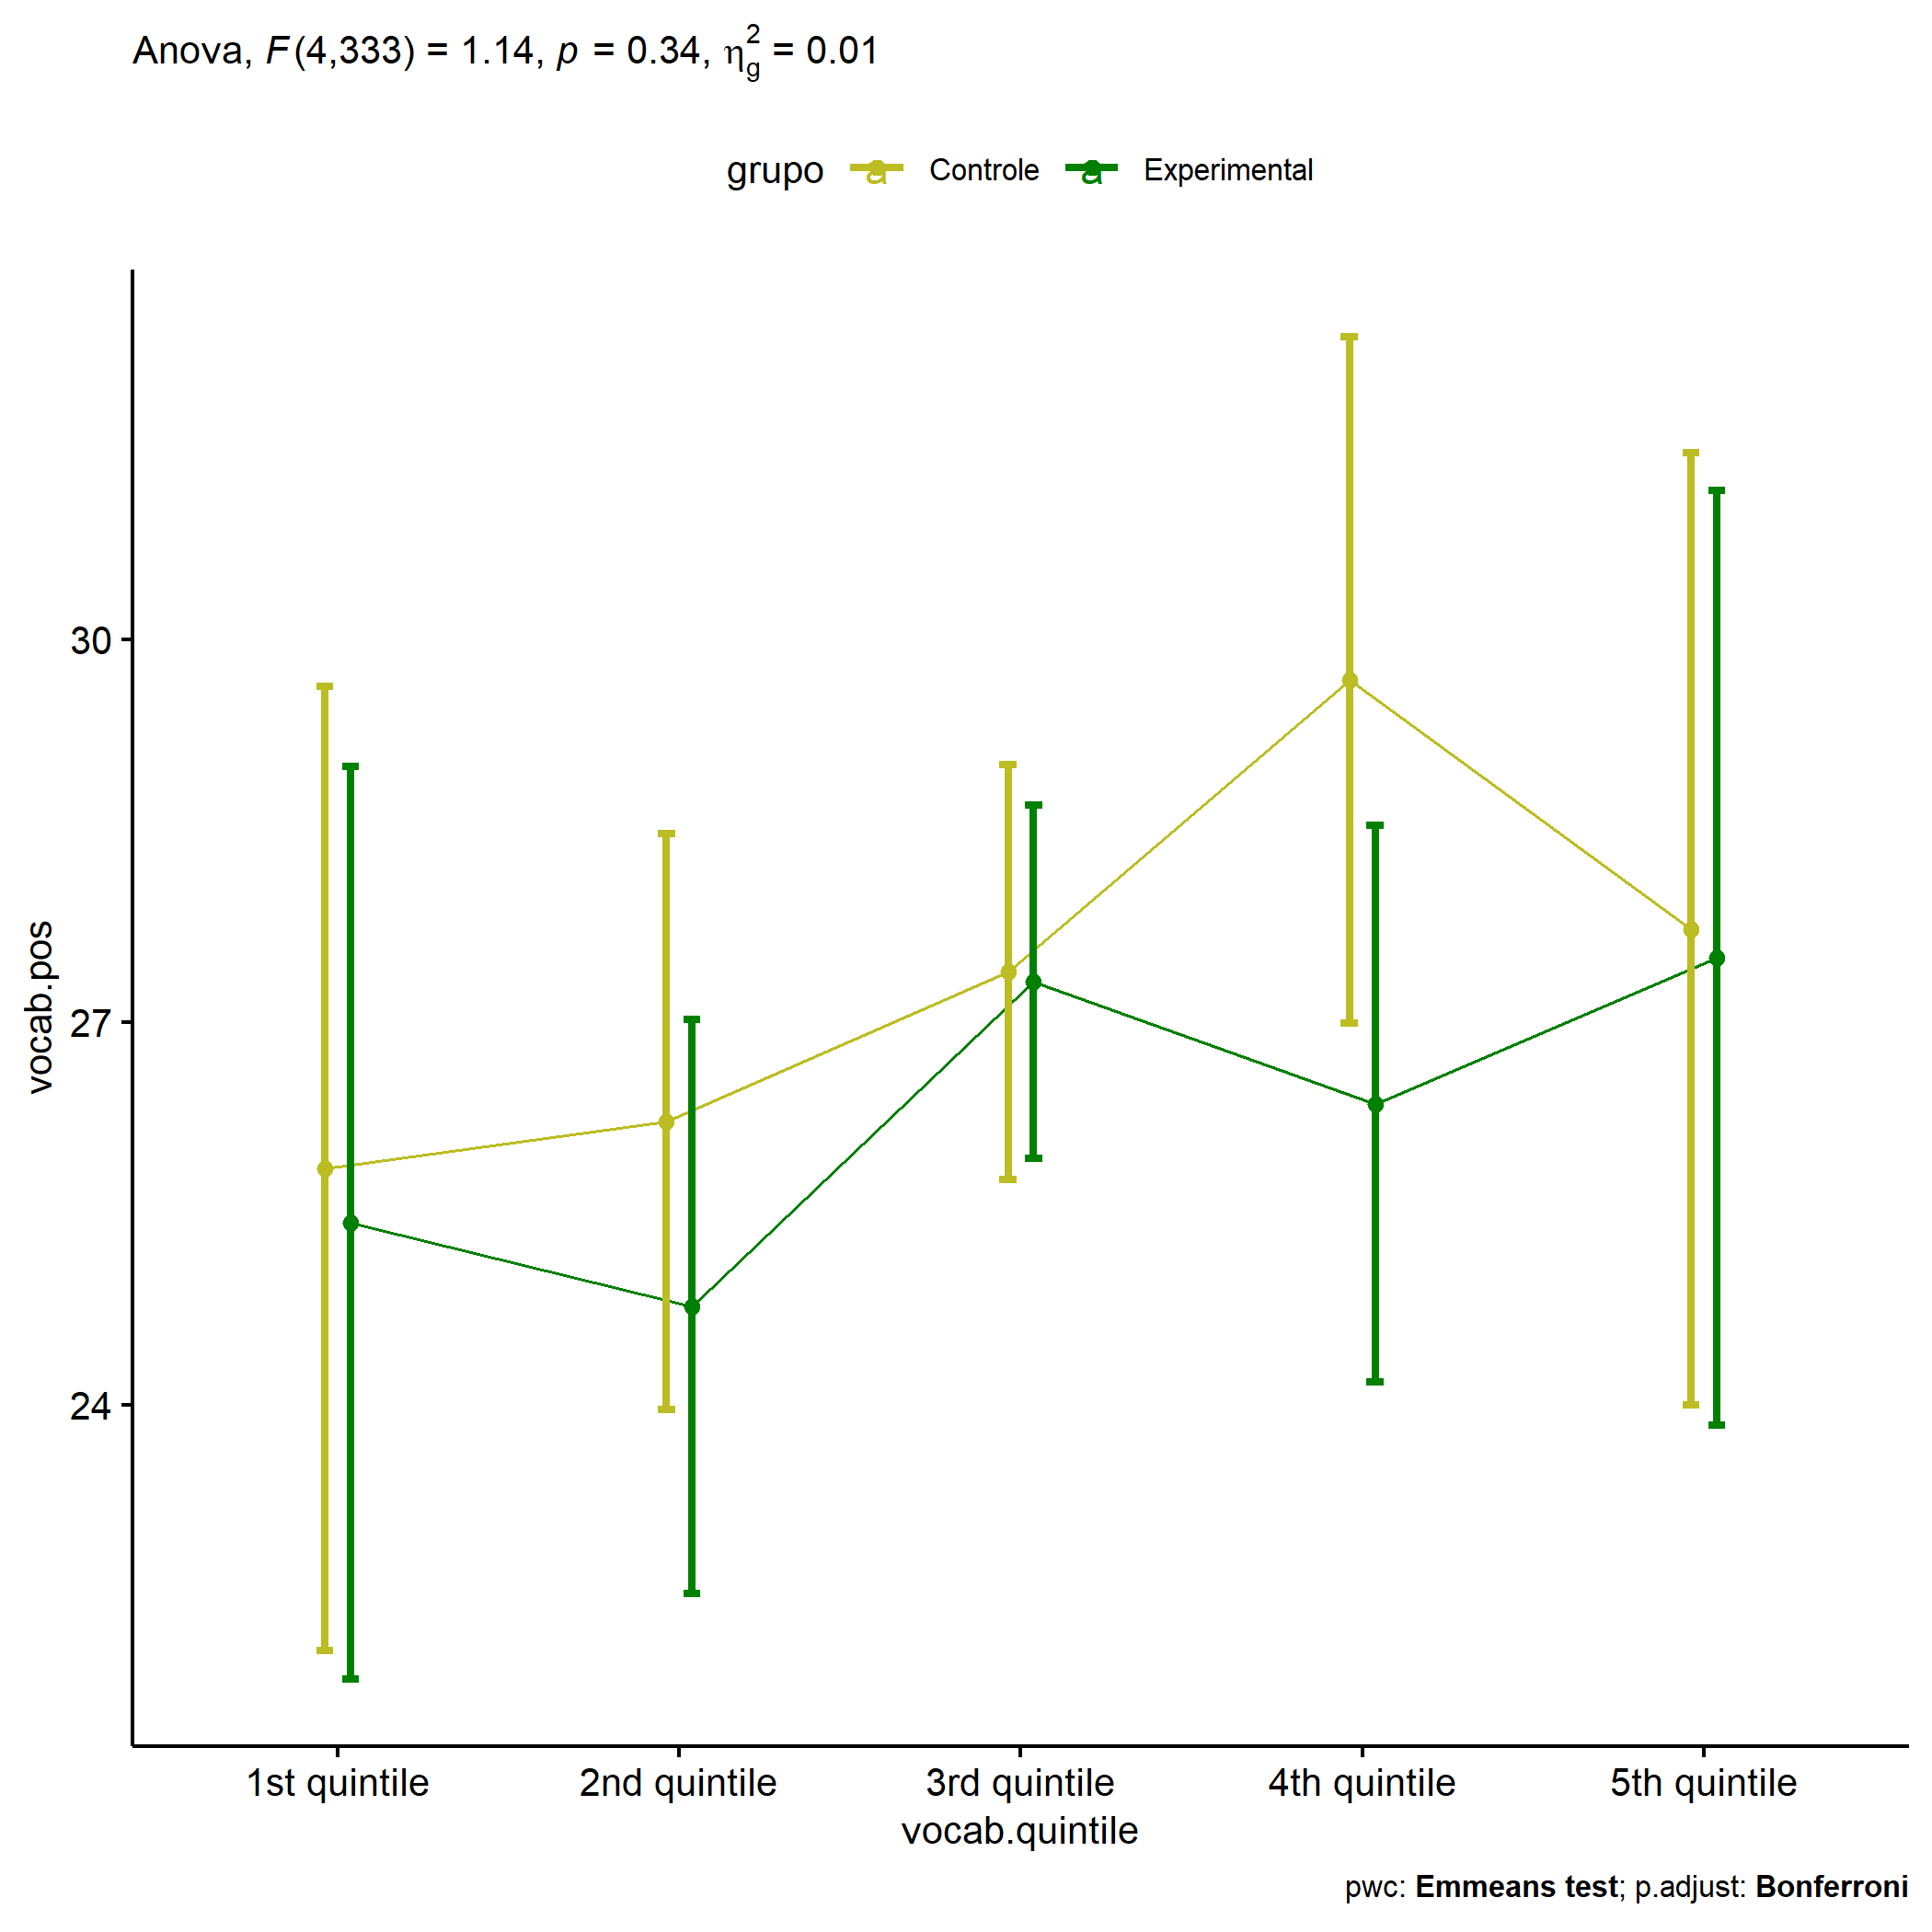 Anova, F(4,333) = 1.14, p = 0.34, η²g = 0.01
grupo a Controle a Experimental
30
27
24
vocab.pos
1st quintile 2nd quintile 3rd quintile 4th quintile 5th quintile
vocab.quintile
pwc: Emmeans test; p.adjust: Bonferroni